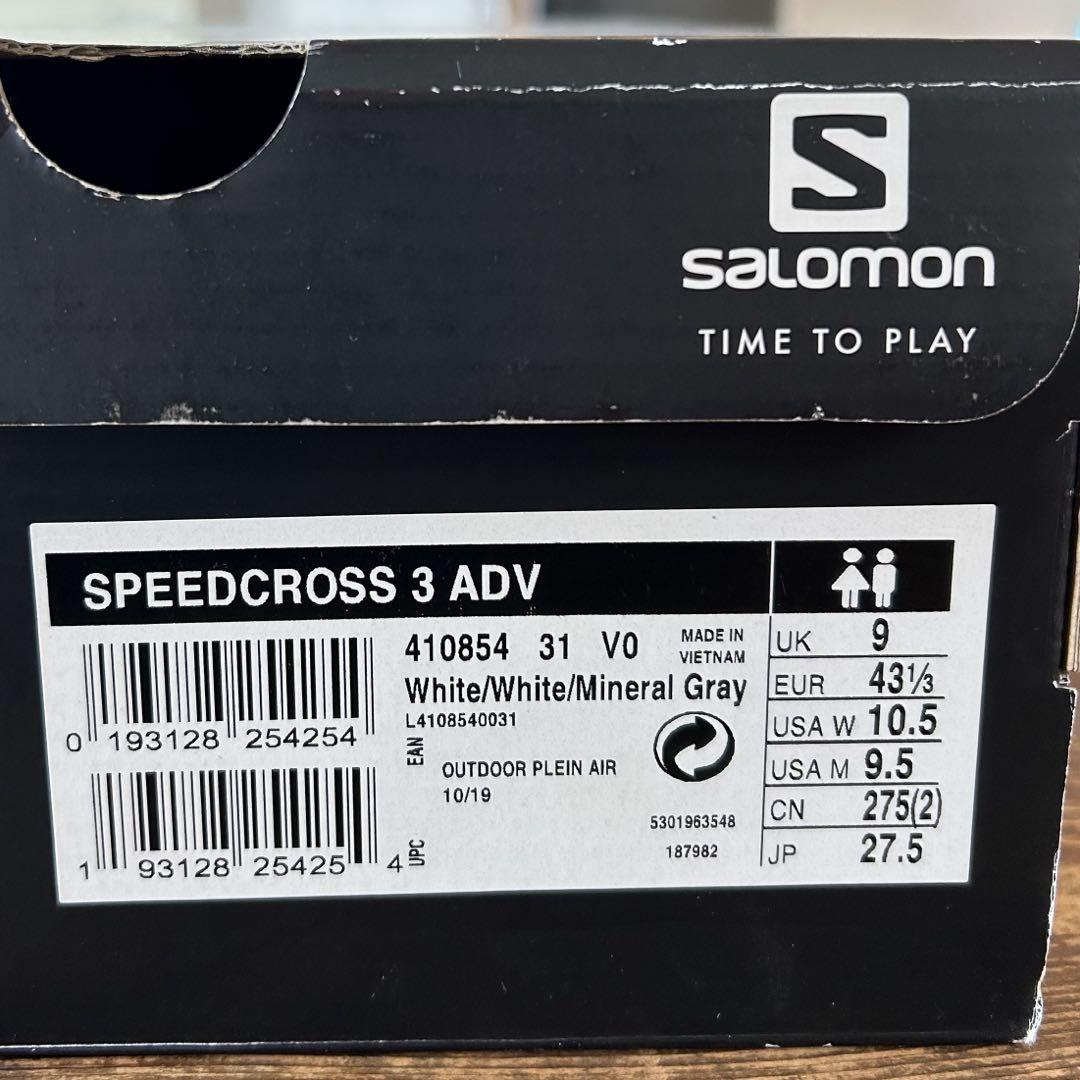 S
SALOMON
TIME TO PLAY
SPEEDCROSS 3 ADV
410854 31 V0
MADE IN
VIETNAM
White/White/Mineral Gray
L4108540031
0 193128 254254
EAN
OUTDOOR PLEIN AIR
10/19
1 93128 25425 4
UPC
5301963548
187982
UK 9
EUR 43⅓
USA W 10.5
USA M 9.5
CN 275(2)
JP 27.5